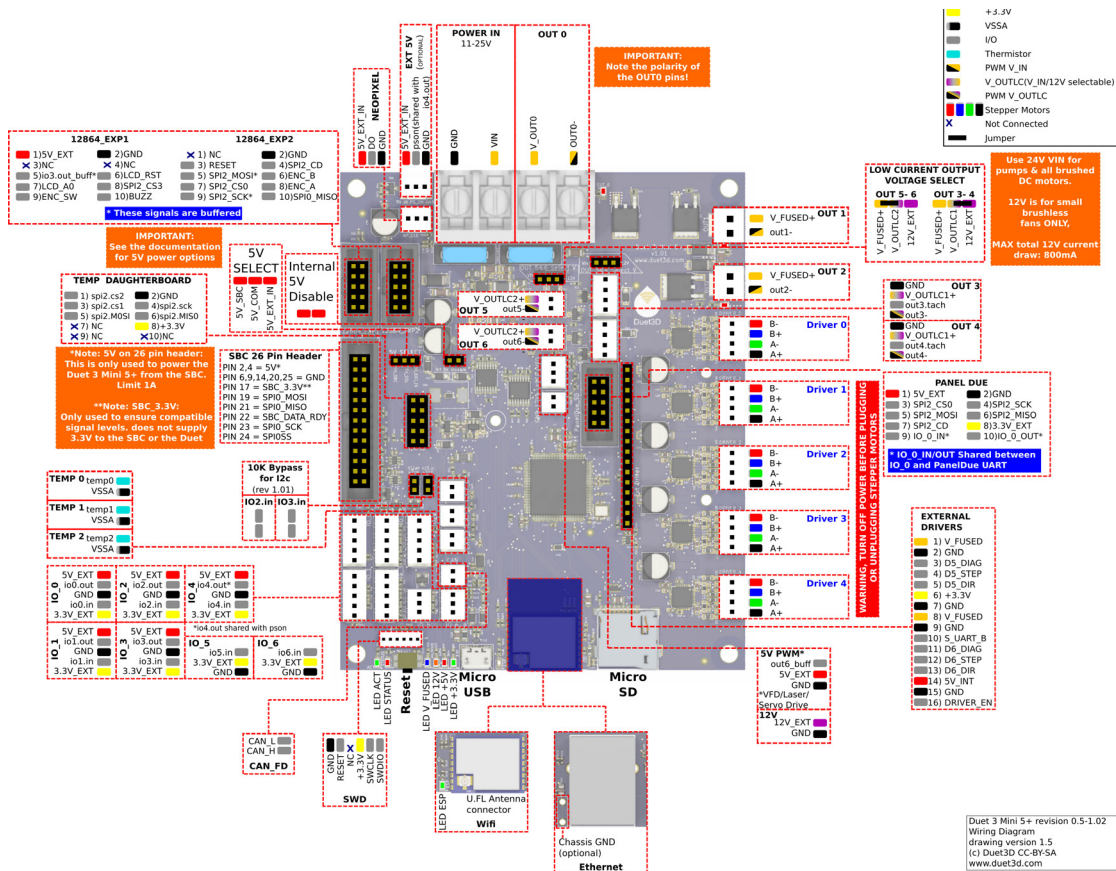 POWER IN
11-25V
OUT 0
GND
VIN
V_OUT0
OUT0-
EXT 5V
(OPTIONAL)
5V_EXT_IN
pson(shared with
io4.out)
GND
NEOPIXEL
5V_EXT_IN
DO
GND
IMPORTANT:
Note the polarity of
the OUT0 pins!
+3.3V
VSSA
I/O
Thermistor
PWM V_IN
V_OUTLC(V_IN/12V selectable)
PWM V_OUTLC
Stepper Motors
Not Connected
Jumper
12864_EXP1
1)5V_EXT
2)GND
3)NC
4)NC
5)io3.out_buff*
6)LCD_RST
7)LCD_A0
8)SPI2_CS3
9)ENC_SW
10)BUZZ
12864_EXP2
1) NC
2)GND
3) RESET
4)SPI2_CD
5) SPI2_MOSI*
6)ENC_B
7) SPI2_CS0
8)ENC_A
9) SPI2_SCK*
10)SPI0_MISO
* These signals are buffered
IMPORTANT:
See the documentation
for 5V power options
5V
SELECT
5V_SBC
5V_COM
5V_EXT_IN
Internal
5V
Disable
TEMP DAUGHTERBOARD
1) spi2.cs2
2)GND
3) spi2.cs1
4)spi2.sck
5) spi2.M0SI
6)spi2.MIS0
7) NC
8)+3.3V
9) NC
10)NC
*Note: 5V on 26 pin header:
This is only used to power the
Duet 3 Mini 5+ from the SBC.
Limit 1A
**Note: SBC_3.3V:
Only used to ensure compatible
signal levels. does not supply
3.3V to the SBC or the Duet
SBC 26 Pin Header
PIN 2,4 = 5V*
PIN 6,9,14,20,25 = GND
PIN 17 = SBC_3.3V**
PIN 19 = SPI0_MOSI
PIN 21 = SPI0_MISO
PIN 22 = SBC_DATA_RDY
PIN 23 = SPI0_SCK
PIN 24 = SPI0SS
10K Bypass
for I2c
(rev 1.01)
IO2.in
IO3.in
TEMP 0
temp0
VSSA
TEMP 1
temp1
VSSA
TEMP 2
temp2
VSSA
IO_0
5V_EXT
io0.out
GND
io0.in
3.3V_EXT
IO_2
5V_EXT
io2.out
GND
io2.in
3.3V_EXT
IO_4
5V_EXT
io4.out*
GND
io4.in
3.3V_EXT
*io4.out shared with pson
IO_1
5V_EXT
io1.out
GND
io1.in
3.3V_EXT
IO_3
5V_EXT
io3.out
GND
io3.in
3.3V_EXT
IO_5
io5.in
3.3V_EXT
GND
IO_6
io6.in
3.3V_EXT
GND
CAN_L
CAN_H
CAN_FD
GND
RESET
NC
+3.3V
SWCLK
SWDIO
SWD
LED ACT
LED STATUS
Reset
LED V_FUSED
LED 12V
LED +5V
LED +3.3V
Micro
USB
Micro
SD
LED ESP
U.FL Antenna
connector
Wifi
Chassis GND
(optional)
Ethernet
v1.01
www.duet3d.com
Duet3D
V_OUTLC2+
out5-
OUT 5
V_OUTLC2+
out6-
OUT 6
V_FUSED+
OUT 1
out1-
V_FUSED+
OUT 2
out2-
LOW CURRENT OUTPUT
VOLTAGE SELECT
OUT 5- 6
V_FUSED+
V_OUTLC2
12V_EXT
OUT 3- 4
V_FUSED+
V_OUTLC1
12V_EXT
Use 24V VIN for
pumps & all brushed
DC motors.
12V is for small
brushless
fans ONLY,
MAX total 12V current
draw: 800mA
GND
OUT 3
V_OUTLC1+
out3.tach
out3-
GND
OUT 4
V_OUTLC1+
out4.tach
out4-
Driver 0
B-
B+
A-
A+
Driver 1
B-
B+
A-
A+
Driver 2
B-
B+
A-
A+
Driver 3
B-
B+
A-
A+
Driver 4
B-
B+
A-
A+
WARNING, TURN OFF POWER BEFORE PLUGGING
OR UNPLUGGING STEPPER MOTORS
PANEL DUE
1) 5V_EXT
2)GND
3) SPI2_CS0
4)SPI2_SCK
5) SPI2_MOSI
6)SPI2_MISO
7) SPI2_CD
8)3.3V_EXT
9) IO_0_IN*
10)IO_0_OUT*
* IO_0_IN/OUT Shared between
IO_0 and PanelDue UART
EXTERNAL
DRIVERS
1) V_FUSED
2) GND
3) D5_DIAG
4) D5_STEP
5) D5_DIR
6) +3.3V
7) GND
8) V_FUSED
9) GND
10) S_UART_B
11) D6_DIAG
12) D6_STEP
13) D6_DIR
14) 5V_INT
15) GND
16) DRIVER_EN
5V PWM*
out6_buff
5V_EXT
GND
*VFD/Laser/
Servo Drive
12V
12V_EXT
GND
Duet 3 Mini 5+ revision 0.5-1.02
Wiring Diagram
drawing version 1.5
(c) Duet3D CC-BY-SA
www.duet3d.com